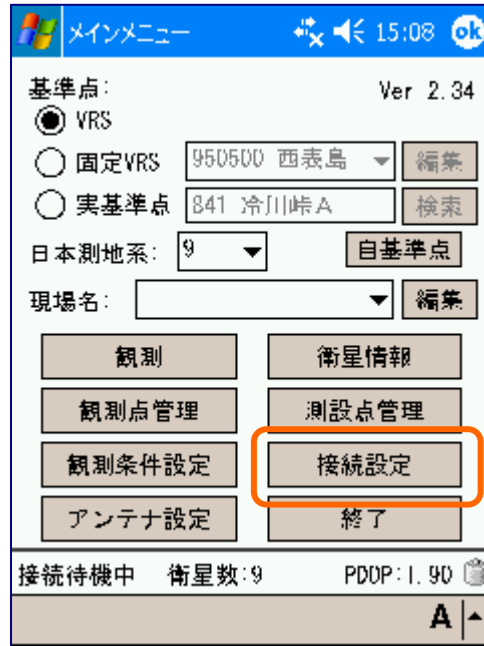 メインメニュー 15:08 ok
基準点: Ver 2.34
VRS
固定VRS 950500 西表島 編集
実基準点 841 冷川峠A 検索
日本測地系: 9 自基準点
現場名: 編集
観測 衛星情報
観測点管理 測設点管理
観測条件設定 接続設定
アンテナ設定 終了
接続待機中 衛星数:9 PDOP:1.90
A